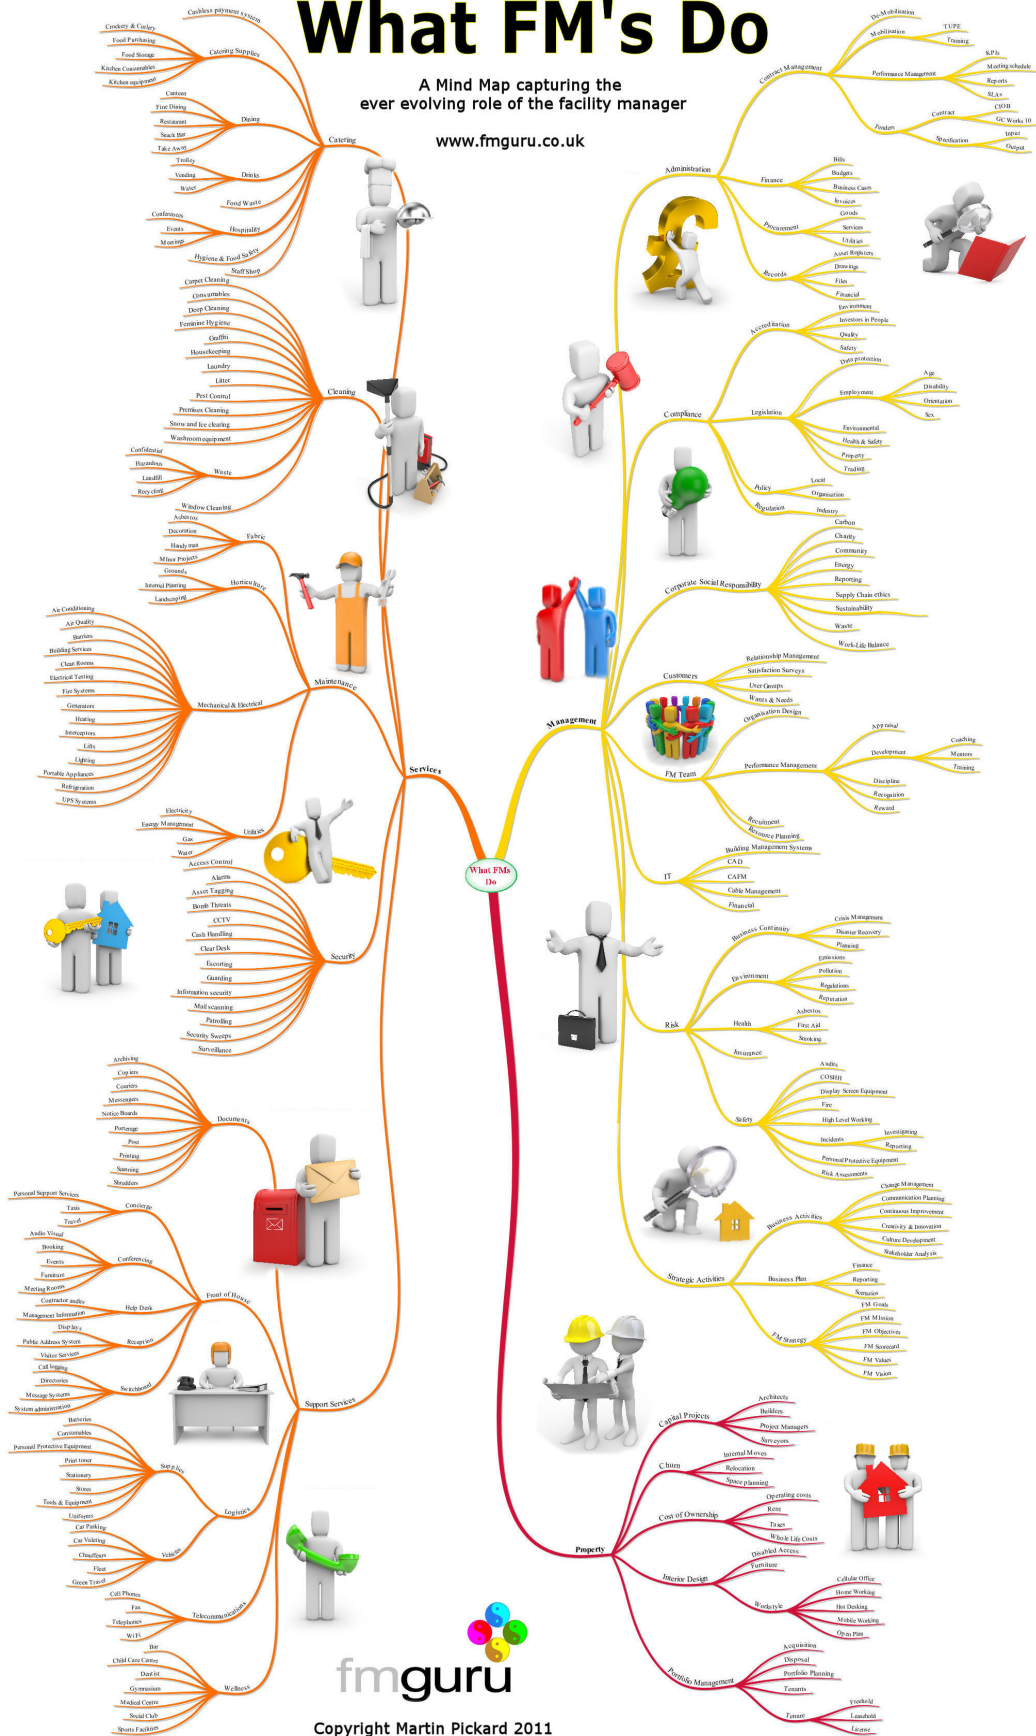 What FM's Do
A Mind Map capturing the
ever evolving role of the facility manager
www.fmguru.co.uk
What FMs
Do
Services
Catering
Cashless payment system
Catering Supplies
Crockery & Cutlery
Food Purchasing
Food Storage
Kitchen Consumables
Kitchen equipment
Dining
Canteen
Fine Dining
Restaurant
Snack Bar
Take Away
Drinks
Trolley
Vending
Water
Food Waste
Hospitality
Conferences
Events
Meetings
Hygiene & Food Safety
Staff Shop
Cleaning
Carpet Cleaning
Consumables
Deep Cleaning
Feminine Hygiene
Graffiti
Housekeeping
Laundry
Litter
Pest Control
Premises Cleaning
Snow and Ice clearing
Washroom equipment
Waste
Confidential
Hazardous
Landfill
Recycling
Window Cleaning
Maintenance
Fabric
Asbestos
Decoration
Handyman
Minor Projects
Horticulture
Grounds
Internal Planting
Landscaping
Mechanical & Electrical
Air Conditioning
Air Quality
Barriers
Building Services
Clean Rooms
Electrical Testing
Fire Systems
Generators
Heating
Interceptors
Lifts
Lighting
Portable Appliances
Refrigeration
UPS Systems
Utilities
Electricity
Energy Management
Gas
Water
Security
Access Control
Alarms
Asset Tagging
Bomb Threats
CCTV
Cash Handling
Clear Desk
Escorting
Guarding
Information security
Mail scanning
Patrolling
Security Sweeps
Surveillance
Support Services
Documents
Archiving
Copiers
Couriers
Messengers
Notice Boards
Porterage
Post
Printing
Scanning
Shredders
Front of House
Concierge
Personal Support Services
Taxis
Travel
Conferencing
Audio Visual
Booking
Events
Furniture
Meeting Rooms
Help Desk
Contractor audits
Management Information
Reception
Displays
Public Address System
Visitor Services
Switchboard
Call logging
Directories
Message Systems
System administration
Logistics
Supplies
Batteries
Consumables
Personal Protective Equipment
Print toner
Stationery
Stores
Tools & Equipment
Uniforms
Vehicles
Car Parking
Car Valeting
Chauffeurs
Fleet
Green Travel
Telecommunications
Cell Phones
Fax
Telephones
WiFi
Wellness
Bar
Child Care Centre
Dentist
Gymnasium
Medical Centre
Social Club
Sports Facilities
Management
Administration
Contract Management
De-Mobilisation
Mobilisation
TUPE
Training
Performance Management
KPIs
Meeting schedule
Reports
SLA's
Tenders
Contract
CIOB
GC Works 10
Specification
Input
Output
Finance
Bills
Budgets
Business Cases
Invoices
Procurement
Goods
Services
Utilities
Records
Asset Registers
Drawings
Files
Financial
Compliance
Accreditation
Environment
Investors in People
Quality
Safety
Legislation
Data protection
Employment
Age
Disability
Orientation
Sex
Environmental
Health & Safety
Property
Trading
Policy
Local
Organisation
Regulation
Industry
Corporate Social Responsibility
Carbon
Charity
Community
Energy
Reporting
Supply Chain ethics
Sustainability
Waste
Work-Life Balance
Customers
Relationship Management
Satisfaction Surveys
User Groups
Wants & Needs
FM Team
Organisation Design
Performance Management
Appraisal
Development
Coaching
Mentors
Training
Discipline
Recognition
Reward
Recruitment
Resource Planning
IT
Building Management Systems
CAD
CAFM
Cable Management
Financial
Risk
Business Continuity
Crisis Management
Disaster Recovery
Planning
Environment
Emissions
Pollution
Regulations
Reputation
Health
Asbestos
First Aid
Smoking
Insurance
Safety
Audits
COSHH
Display Screen Equipment
Fire
High Level Working
Incidents
Investigating
Reporting
Personal Protective Equipment
Risk Assessments
Strategic Activities
Business Activities
Change Management
Communication Planning
Continuous Improvement
Creativity & Innovation
Culture Development
Stakeholder Analysis
Business Plan
Finance
Reporting
Scenarios
FM Strategy
FM Goals
FM Mission
FM Objectives
FM Scorecard
FM Values
FM Vision
Property
Capital Projects
Architects
Builders
Project Managers
Surveyors
Churn
Internal Moves
Relocation
Space planning
Cost of Ownership
Operating costs
Rent
Taxes
Whole Life Costs
Interior Design
Disabled Access
Furniture
Workstyle
Cellular Office
Home Working
Hot Desking
Mobile Working
Open Plan
Portfolio Management
Acquisition
Disposal
Portfolio Planning
Tenants
Tenure
Freehold
Leasehold
License
fmguru
Copyright Martin Pickard 2011